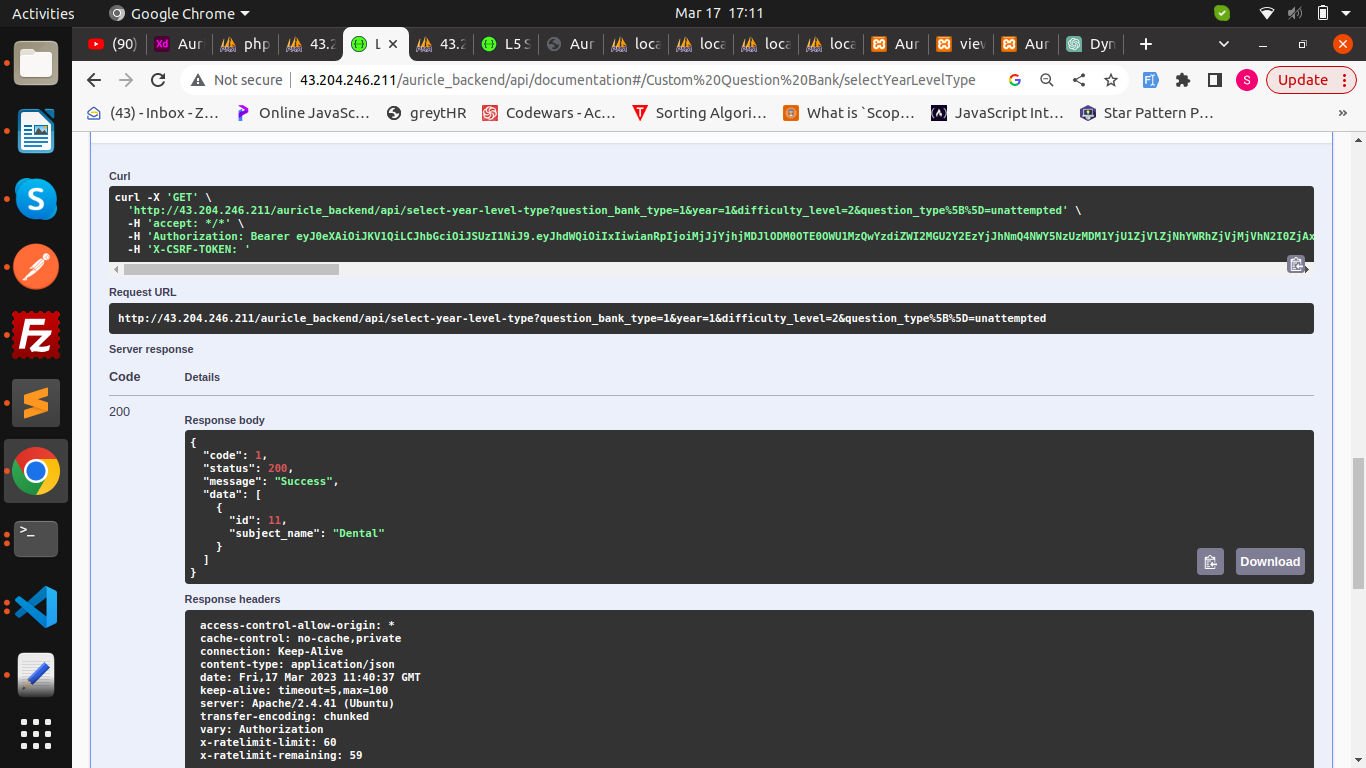 Activities
Google Chrome
Mar 17 17:11
(90)
Aur
php
43.2
L
43.2
L5 S
Aur
loca
loca
loca
loca
Aur
view
Aur
Dyn
Not secure
43.204.246.211/auricle_backend/api/documentation#/Custom%20Question%20Bank/selectYearLevelType
S
Update
(43) - Inbox - Z…
Online JavaSc…
greytHR
Codewars - Ac…
Sorting Algori…
What is `Scop…
JavaScript Int…
Star Pattern P…
»
Curl
curl -X 'GET' \
'http://43.204.246.211/auricle_backend/api/select-year-level-type?question_bank_type=1&year=1&difficulty_level=2&question_type%5B%5D=unattempted' \
-H 'accept: */*' \
-H 'Authorization: Bearer
-H 'X-CSRF-TOKEN: '
Request URL
http://43.204.246.211/auricle_backend/api/select-year-level-type?question_bank_type=1&year=1&difficulty_level=2&question_type%5B%5D=unattempted
Server response
Code
Details
200
Response body
{
"code": 1,
"status": 200,
"message": "Success",
"data": [
{
"id": 11,
"subject_name": "Dental"
}
]
}
Download
Response headers
access-control-allow-origin: *
cache-control: no-cache,private
connection: Keep-Alive
content-type: application/json
date: Fri,17 Mar 2023 11:40:37 GMT
keep-alive: timeout=5,max=100
server: Apache/2.4.41 (Ubuntu)
transfer-encoding: chunked
vary: Authorization
x-ratelimit-limit: 60
x-ratelimit-remaining: 59